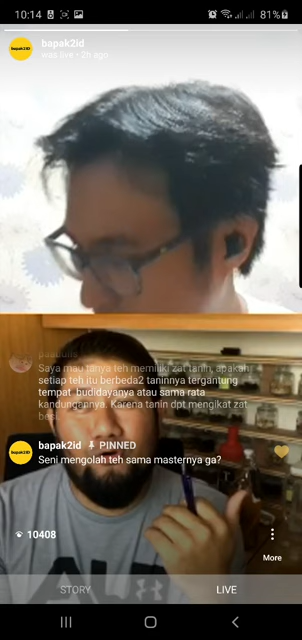 10:14
81%
bapak2id
bapak2id
was live • 2h ago
Saya mau tanya teh memiliki zat tanin, apakah
setiap teh itu berbeda2 taninnya tergantung
tempat budidayanya atau sama rata
kandungannya. Karena tanin dpt mengikat zat
bapak2id
bapak2id PINNED
Seni mengolah teh sama masternya ga?
10408
More
STORY
LIVE